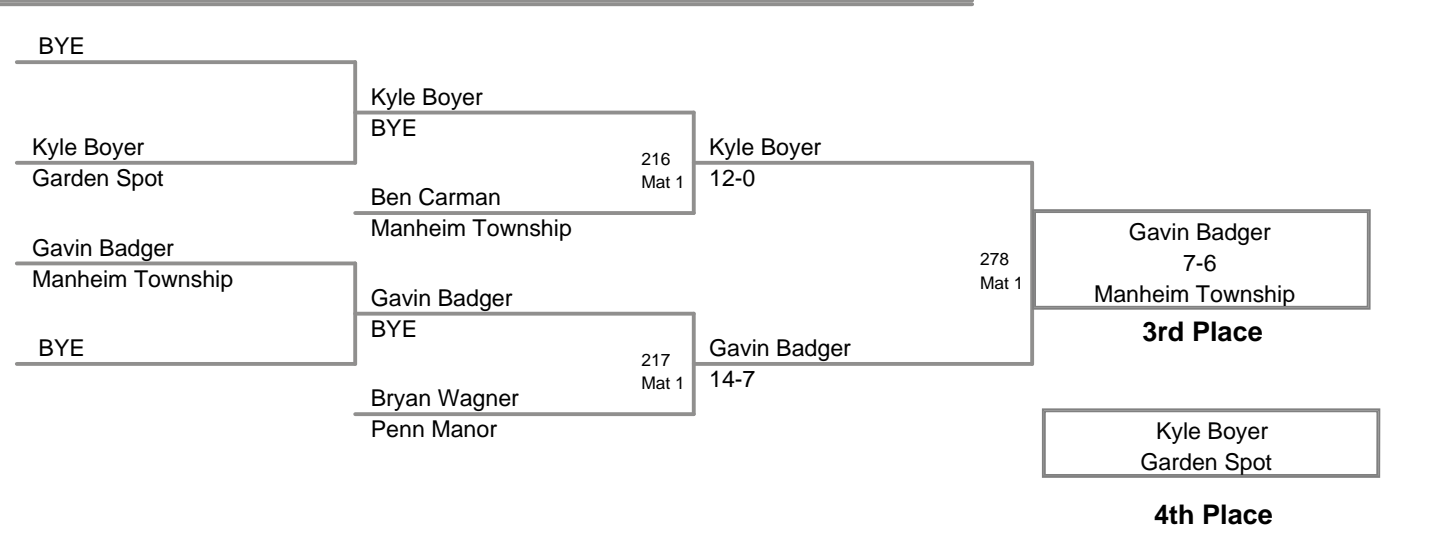 BYE
Kyle Boyer
BYE
Kyle Boyer
Garden Spot
216
Mat 1
Kyle Boyer
12-0
Ben Carman
Manheim Township
Gavin Badger
Manheim Township
278
Mat 1
Gavin Badger
7-6
Manheim Township
3rd Place
Gavin Badger
BYE
BYE
217
Mat 1
Gavin Badger
14-7
Bryan Wagner
Penn Manor
Kyle Boyer
Garden Spot
4th Place